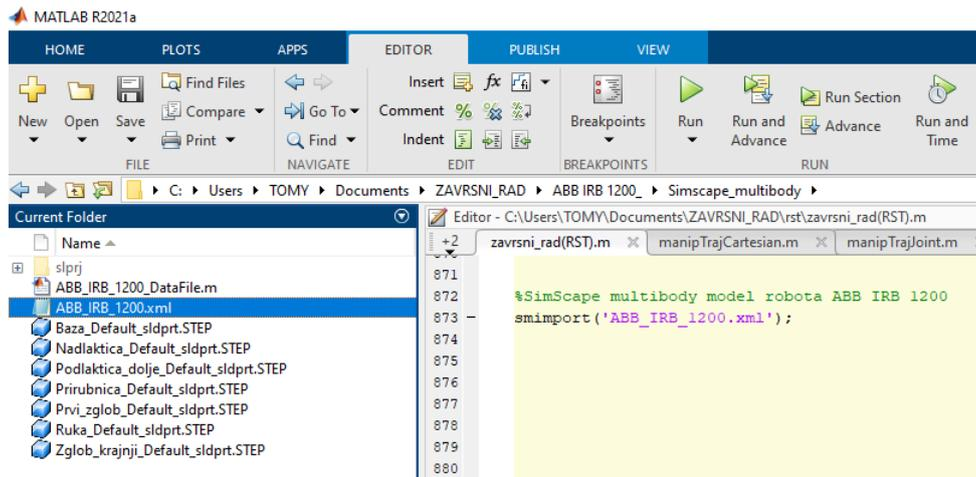 MATLAB R2021a
HOME PLOTS APPS EDITOR PUBLISH VIEW
New Open Save Find Files Compare Print
Go To Find
Insert fx
Comment
Indent
Breakpoints
Run Run and Advance Run Section Advance Run and Time
FILE NAVIGATE EDIT BREAKPOINTS RUN
C: Users TOMY Documents ZAVRSNI_RAD ABB IRB 1200_ Simscape_multibody
Current Folder
Name
slprj
ABB_IRB_1200_DataFile.m
ABB_IRB_1200.xml
Baza_Default_sldprt.STEP
Nadlaktica_Default_sldprt.STEP
Podlaktica_dolje_Default_sldprt.STEP
Prirubnica_Default_sldprt.STEP
Prvi_zglob_Default_sldprt.STEP
Ruka_Default_sldprt.STEP
Zglob_krajnji_Default_sldprt.STEP
Editor - C:\Users\TOMY\Documents\ZAVRSNI_RAD\rst\zavrsni_rad(RST).m
+2 zavrsni_rad(RST).m manipTrajCartesian.m manipTrajJoint.m
871
872 %SimScape multibody model robota ABB IRB 1200
873 – smimport('ABB_IRB_1200.xml');
874
875
876
877
878
879
880